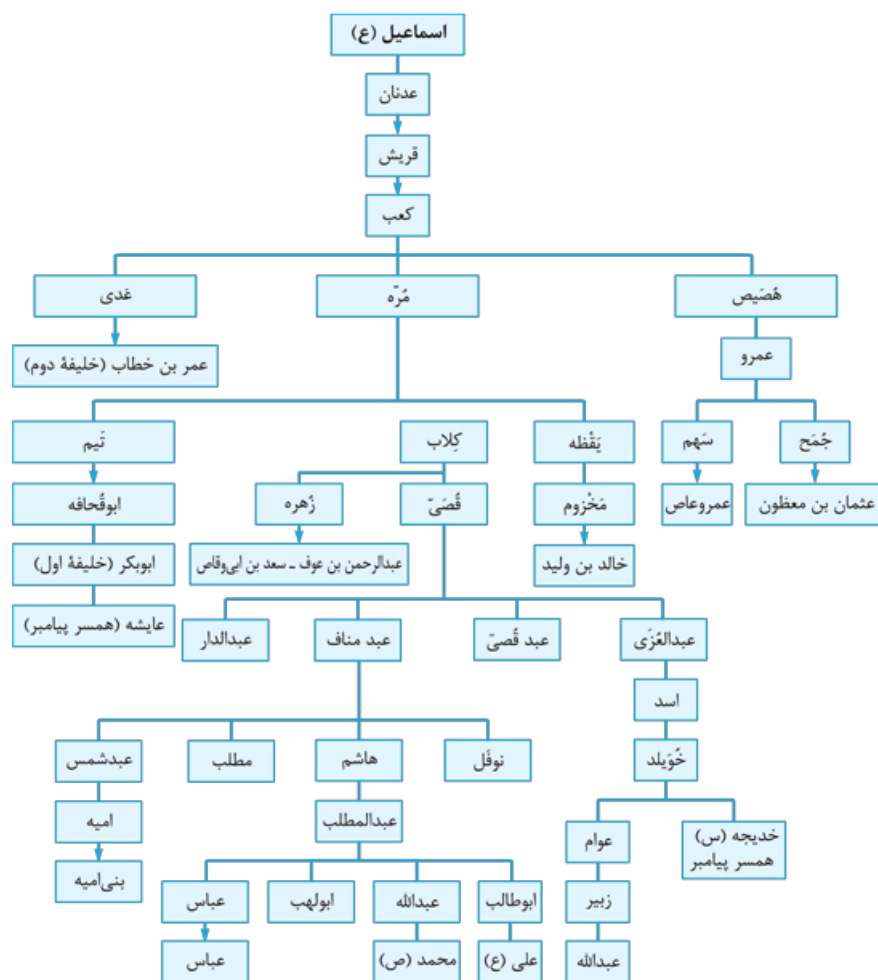 اسماعیل (ع)
عدنان
قریش
کعب
هُصَیص
مُرّه
عَدی
عمرو
عمر بن خطاب (خلیفهٔ دوم)
جُمَح
سَهم
یَقْظه
کِلاب
تَیم
عثمان بن معظون
عمروعاص
مَخْزوم
قُصَیّ
زُهره
ابوقُحافه
خالد بن ولید
عبدالرحمن بن عوف ـ سعد بن ابی‌وقاص
ابوبکر (خلیفهٔ اول)
عایشه (همسر پیامبر)
عبدالعُزَی
عبد قُصیّ
عبد مناف
عبدالدار
اسد
خُوَیلد
نوفَل
هاشم
مطلب
عبدشمس
عبدالمطلب
امیه
خدیجه (س)
همسر پیامبر
عوام
بنی‌امیه
زبیر
ابوطالب
عبدالله
ابولهب
عباس
عبدالله
علی (ع)
محمد (ص)
عباس